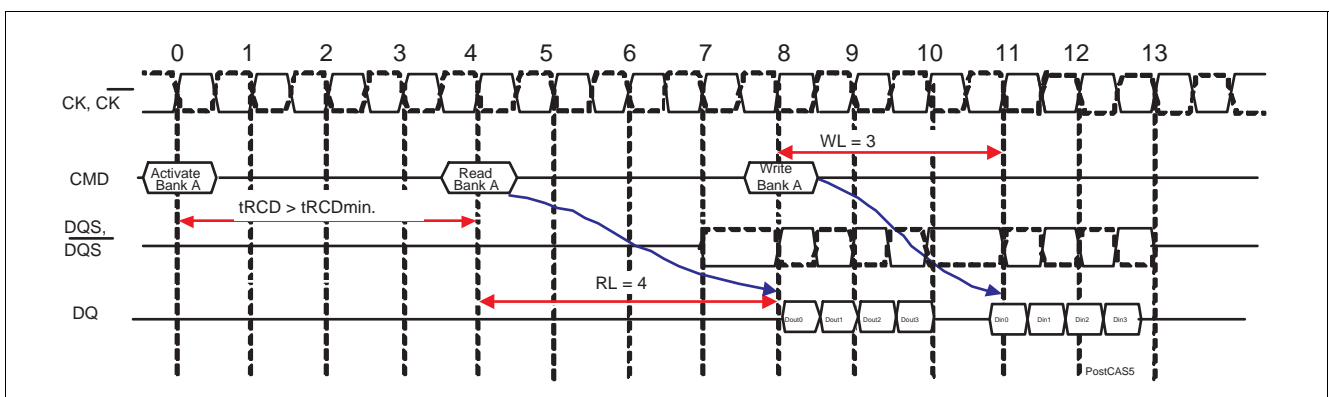 0 1 2 3 4 5 6 7 8 9 10 11 12 13
CK, CK
WL = 3
CMD
Activate
Bank A
Read
Bank A
Write
Bank A
tRCD > tRCDmin.
DQS,
DQS
RL = 4
DQ
Dout0 Dout1 Dout2 Dout3 Din0 Din1 Din2 Din3
PostCAS5